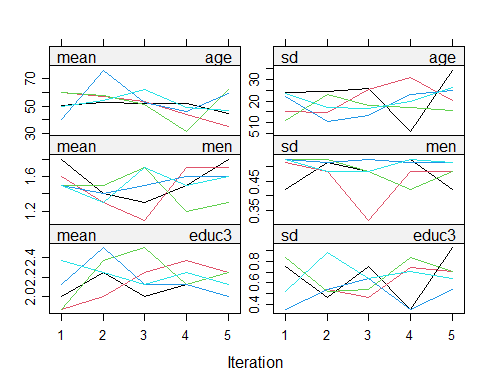 mean age
sd age
30 50 70
5 10 20 30
mean men
sd men
1.2 1.6
0.35 0.45
mean educ3
sd educ3
2.0 2.2 2.4
0.4 0.6 0.8
1 2 3 4 5
1 2 3 4 5
Iteration